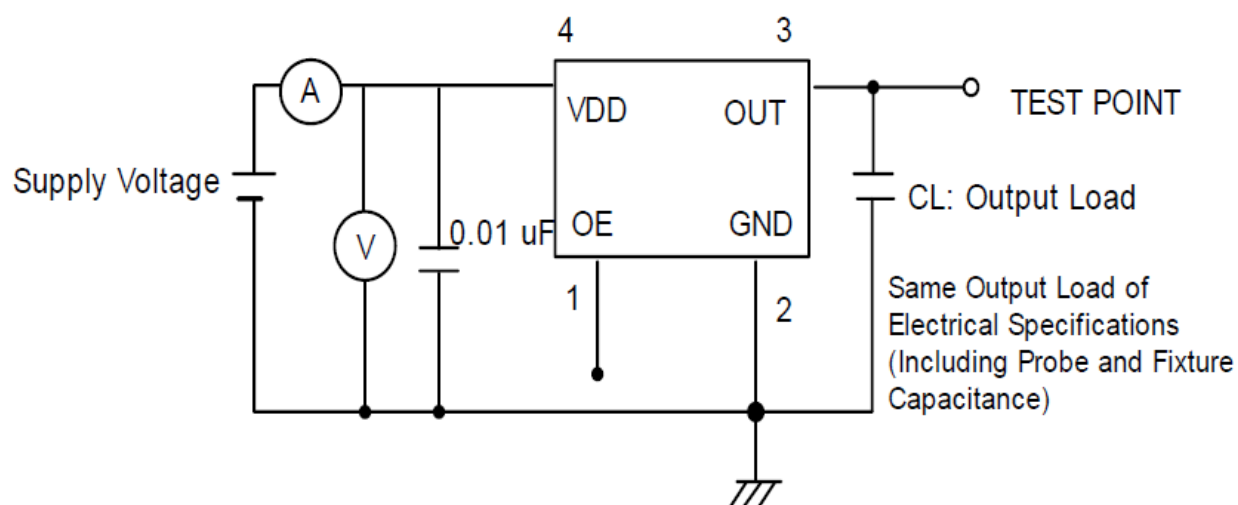 4
3
A
VDD
OUT
TEST POINT
Supply Voltage
CL: Output Load
V
0.01 uF
OE
GND
1
2
Same Output Load of
Electrical Specifications
(Including Probe and Fixture
Capacitance)